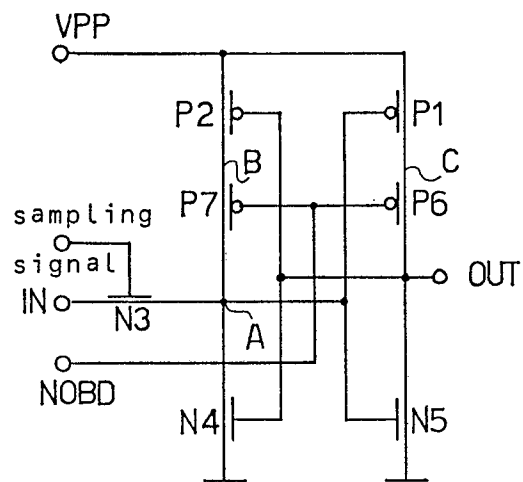 VPP
P2
P1
B
C
P7
P6
sampling
signal
OUT
IN
N3
A
NOBD
N4
N5